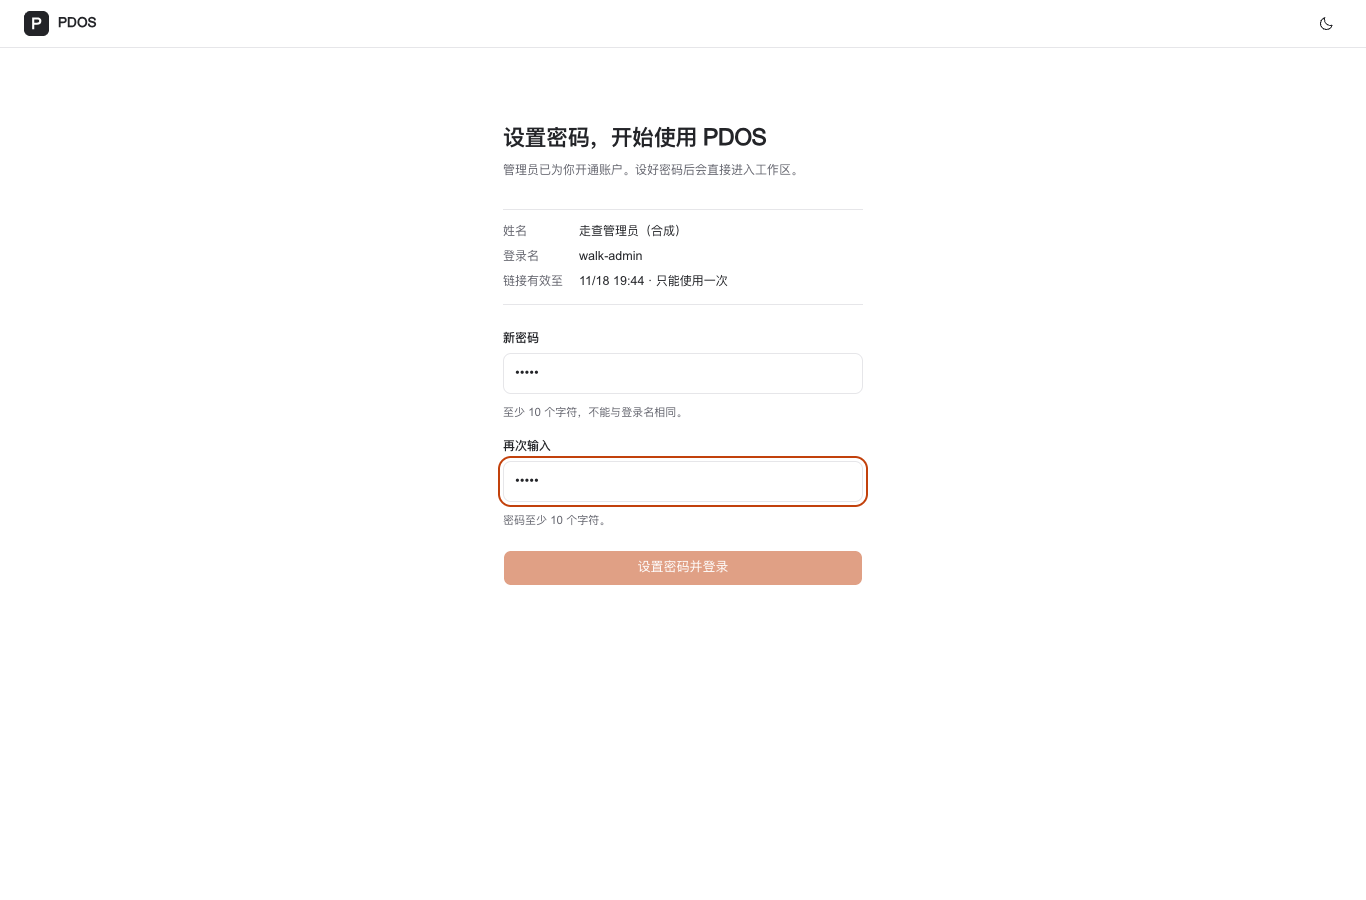 P PDOS
设置密码，开始使用 PDOS
管理员已为你开通账户。设好密码后会直接进入工作区。
姓名 走查管理员（合成）
登录名 walk-admin
链接有效至 11/18 19:44 · 只能使用一次
新密码
•••••
至少 10 个字符，不能与登录名相同。
再次输入
•••••
密码至少 10 个字符。
设置密码并登录